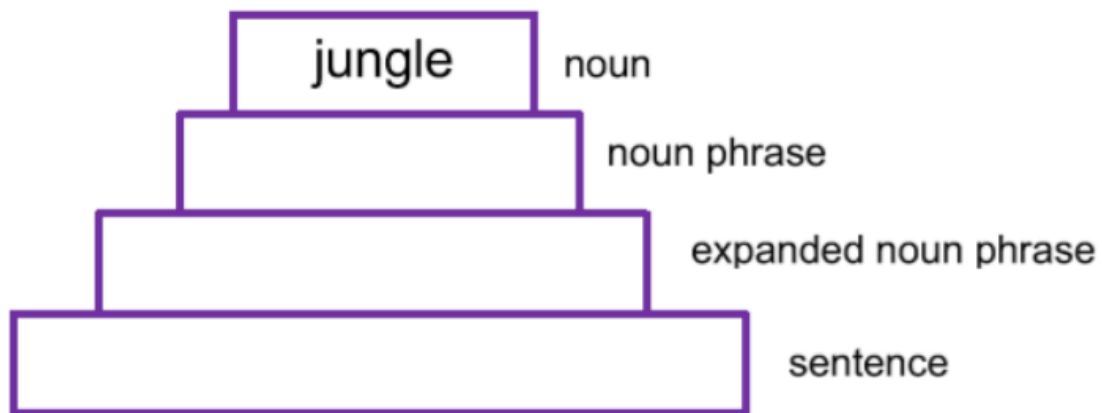 jungle noun
noun phrase
expanded noun phrase
sentence